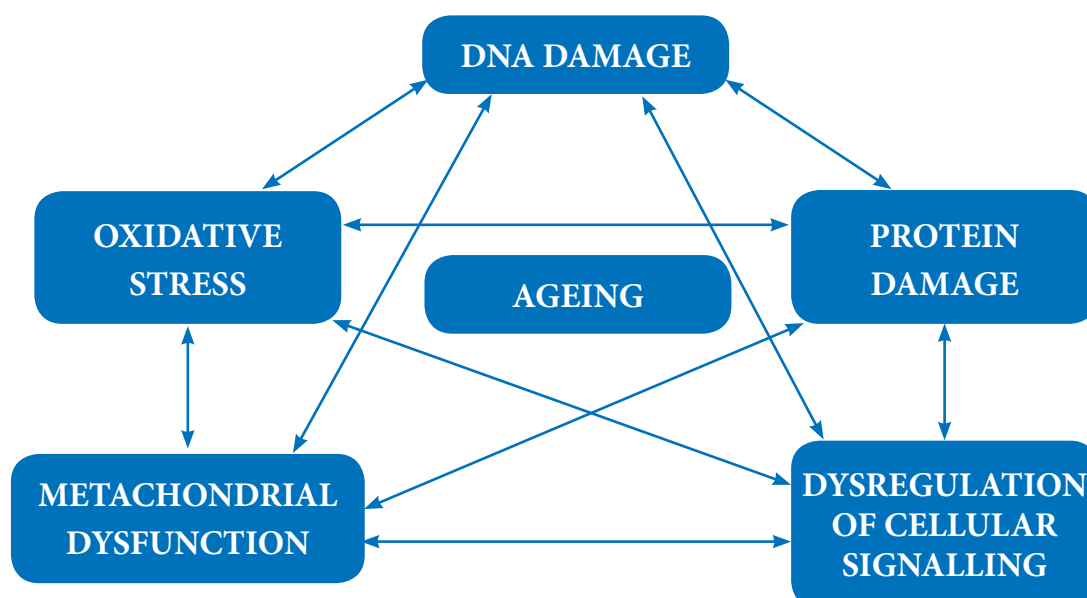 DNA DAMAGE
OXIDATIVE
STRESS
PROTEIN
DAMAGE
AGEING
METACHONDRIAL
DYSFUNCTION
DYSREGULATION
OF CELLULAR
SIGNALLING